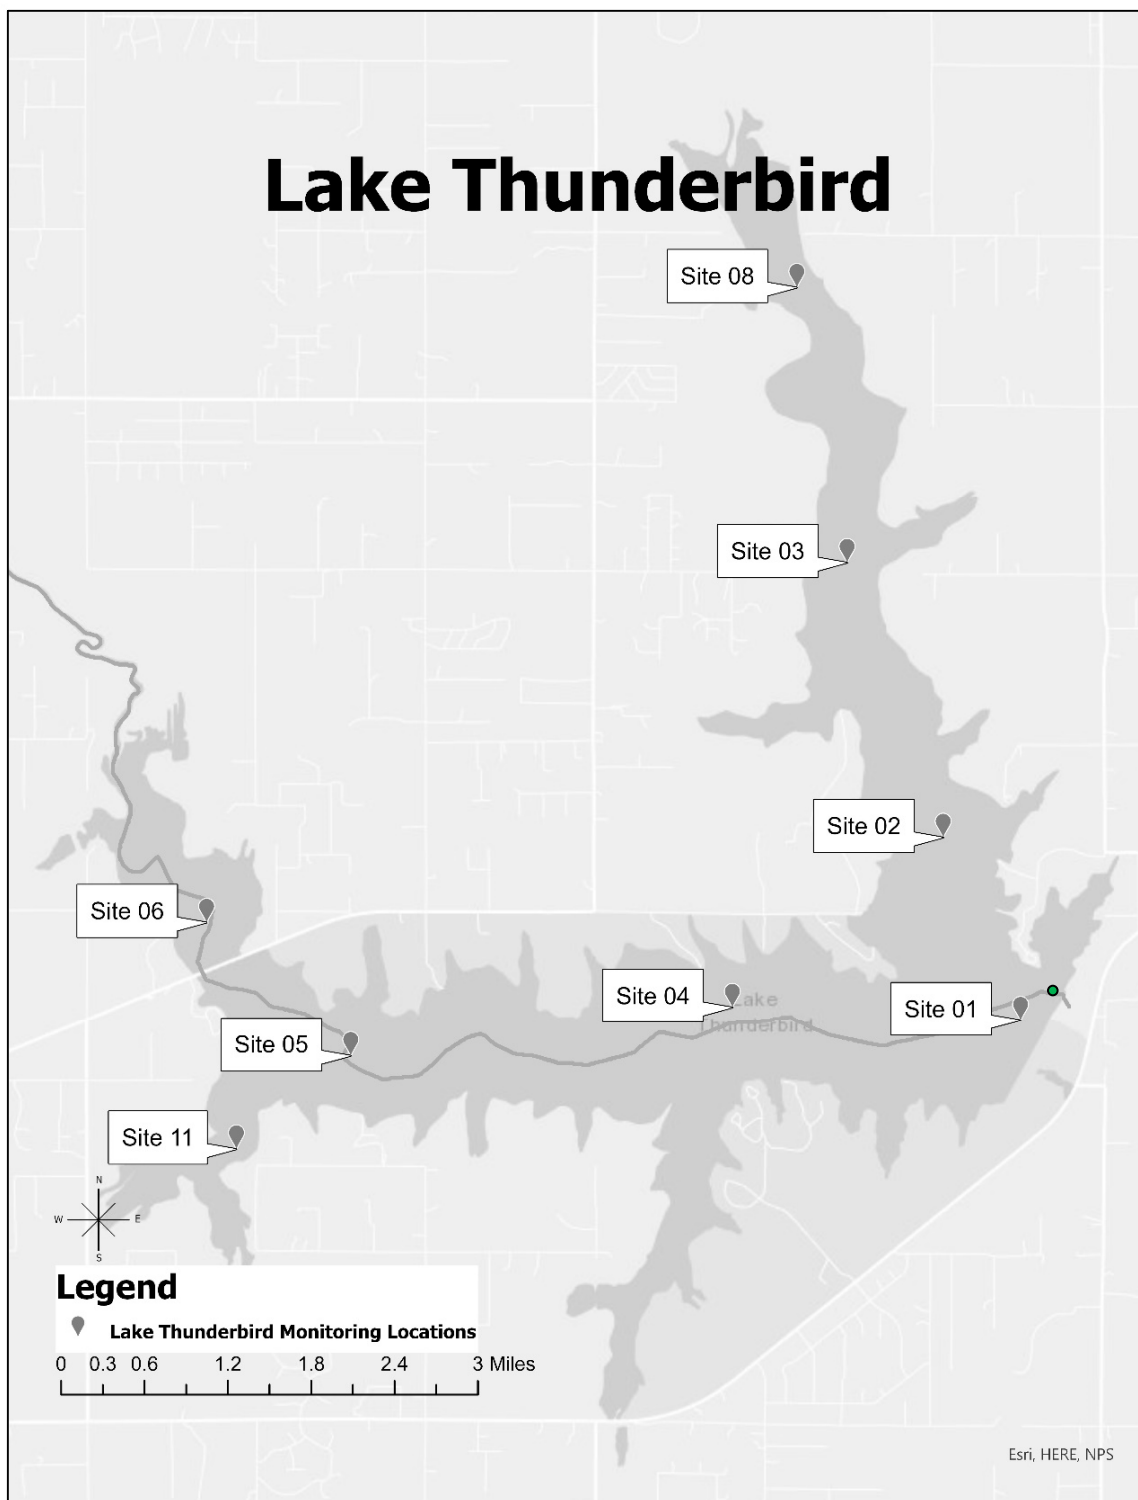 Lake Thunderbird
Site 08
Site 03
Site 02
Site 06
Site 04
Lake
Thunderbird
Site 01
Site 05
Site 11
N
W E
S
Legend
Lake Thunderbird Monitoring Locations
0 0.3 0.6 1.2 1.8 2.4 3 Miles
Esri, HERE, NPS